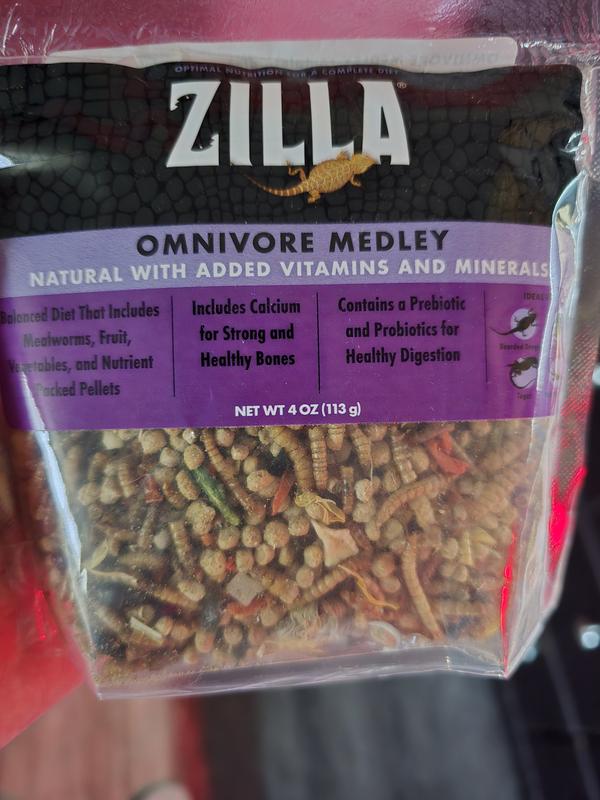 OPTIMAL NUTRITION FOR A COMPLETE DIET
ZILLA®
OMNIVORE MEDLEY
NATURAL WITH ADDED VITAMINS AND MINERALS
Balanced Diet That Includes
Mealworms, Fruit,
Vegetables, and Nutrient
Packed Pellets
Includes Calcium
for Strong and
Healthy Bones
Contains a Prebiotic
and Probiotics for
Healthy Digestion
IDEAL
Bearded
NET WT 4 OZ (113 g)